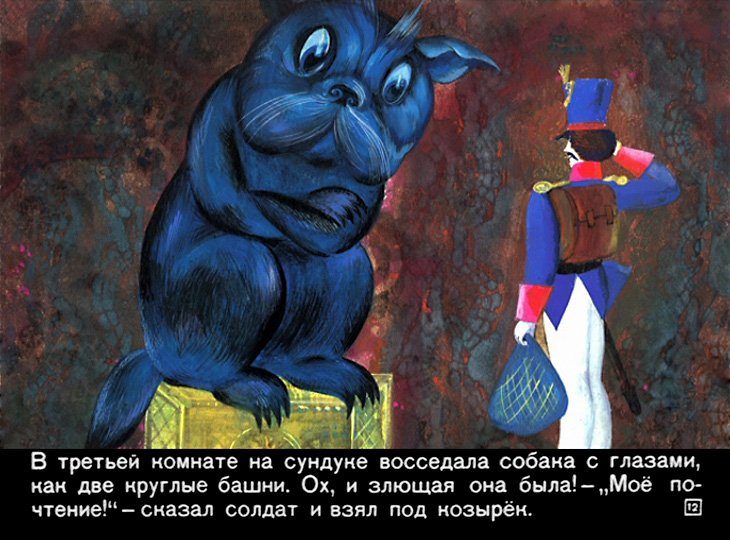 В третьей комнате на сундуке восседала собака с глазами,
как две круглые башни. Ох, и злющая она была! – „Моё по-
чтение!“ – сказал солдат и взял под козырёк. 12